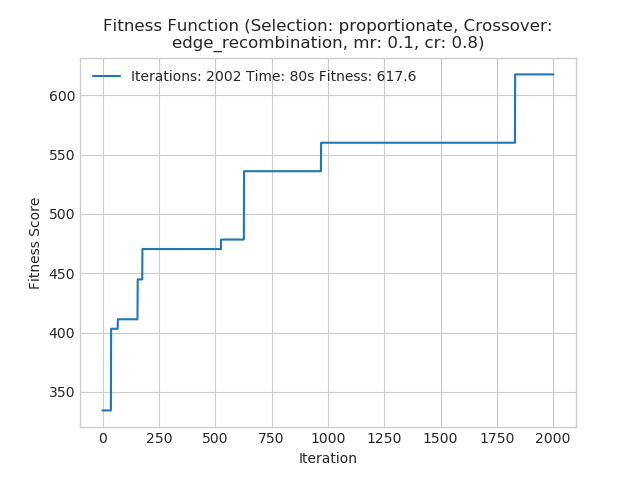 Fitness Function (Selection: proportionate, Crossover:
edge_recombination, mr: 0.1, cr: 0.8)
Iterations: 2002 Time: 80s Fitness: 617.6
600
550
500
450
400
350
Fitness Score
0 250 500 750 1000 1250 1500 1750 2000
Iteration